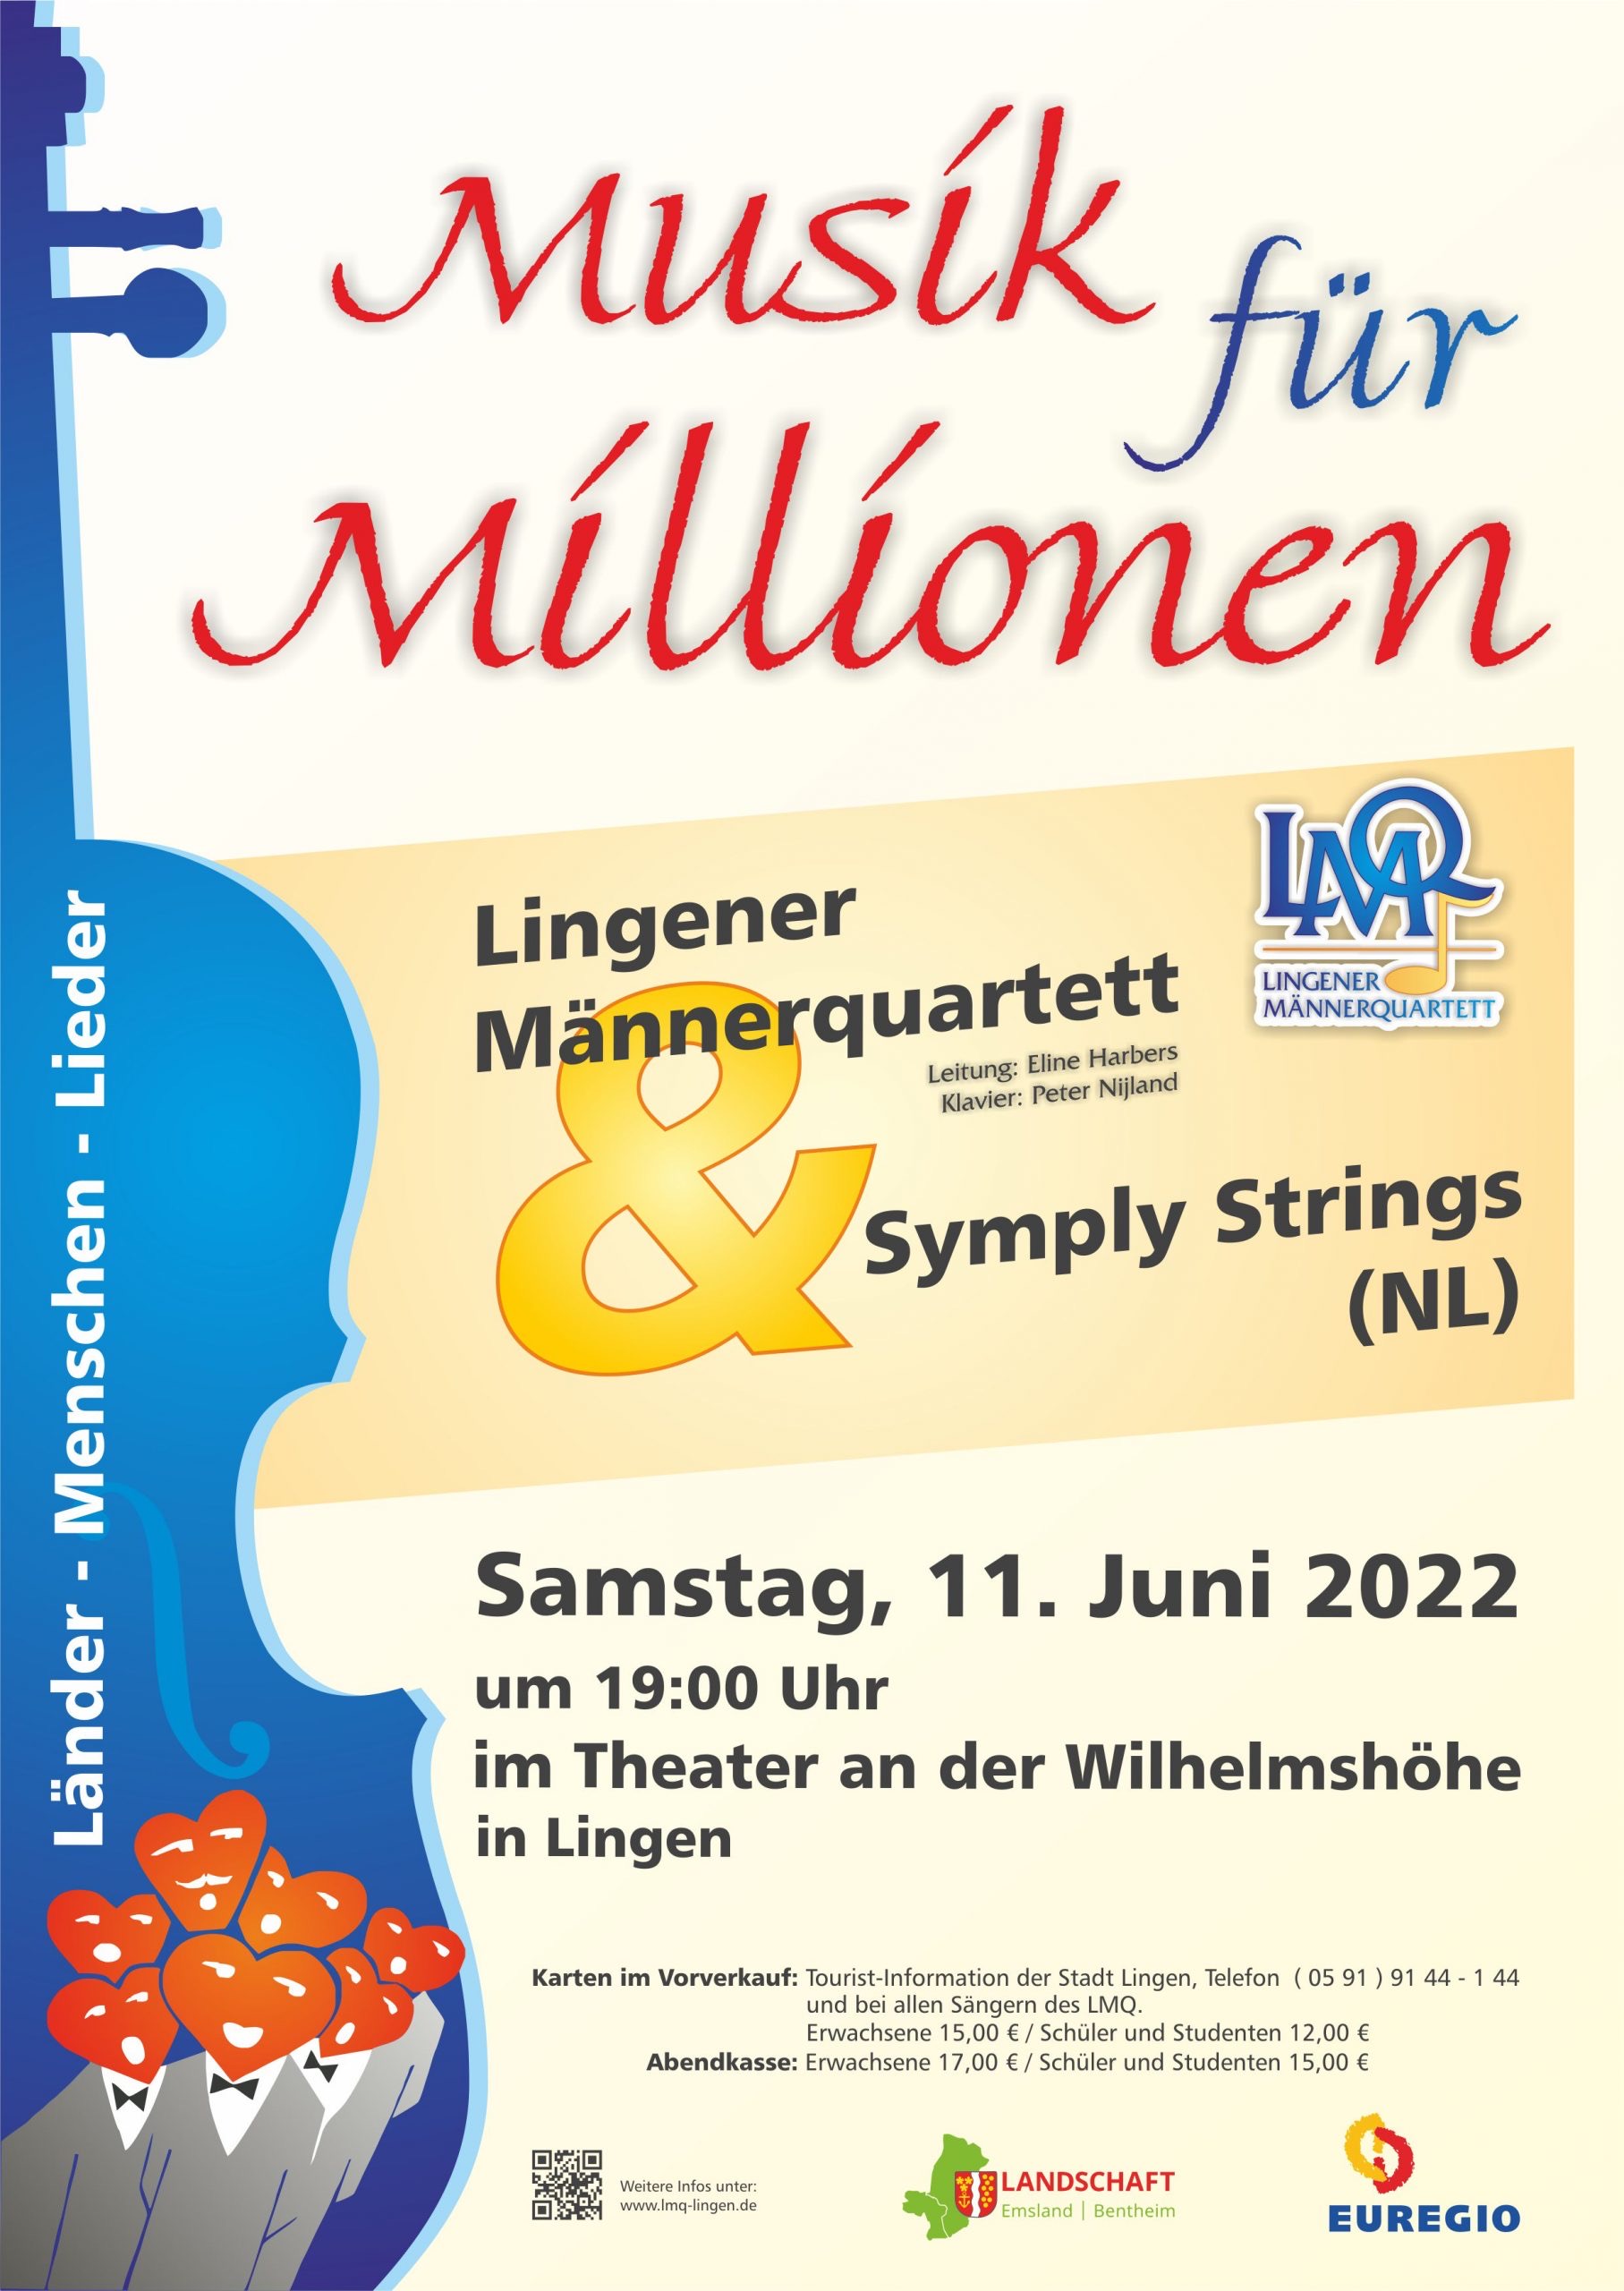 Musik
für
Millionen
LMQ
LINGENER
MÄNNERQUARTETT
Lingener
Männerquartett
Leitung: Eline Harbers
Klavier: Peter Nijland
&
Symply Strings
(NL)
Länder - Menschen - Lieder
Samstag, 11. Juni 2022
um 19:00 Uhr
im Theater an der Wilhelmshöhe
in Lingen
Karten im Vorverkauf: Tourist-Information der Stadt Lingen, Telefon ( 05 91 ) 91 44 - 1 44
und bei allen Sängern des LMQ.
Erwachsene 15,00 € / Schüler und Studenten 12,00 €
Abendkasse: Erwachsene 17,00 € / Schüler und Studenten 15,00 €
Weitere Infos unter:
www.lmq-lingen.de
LANDSCHAFT
Emsland | Bentheim
EUREGIO